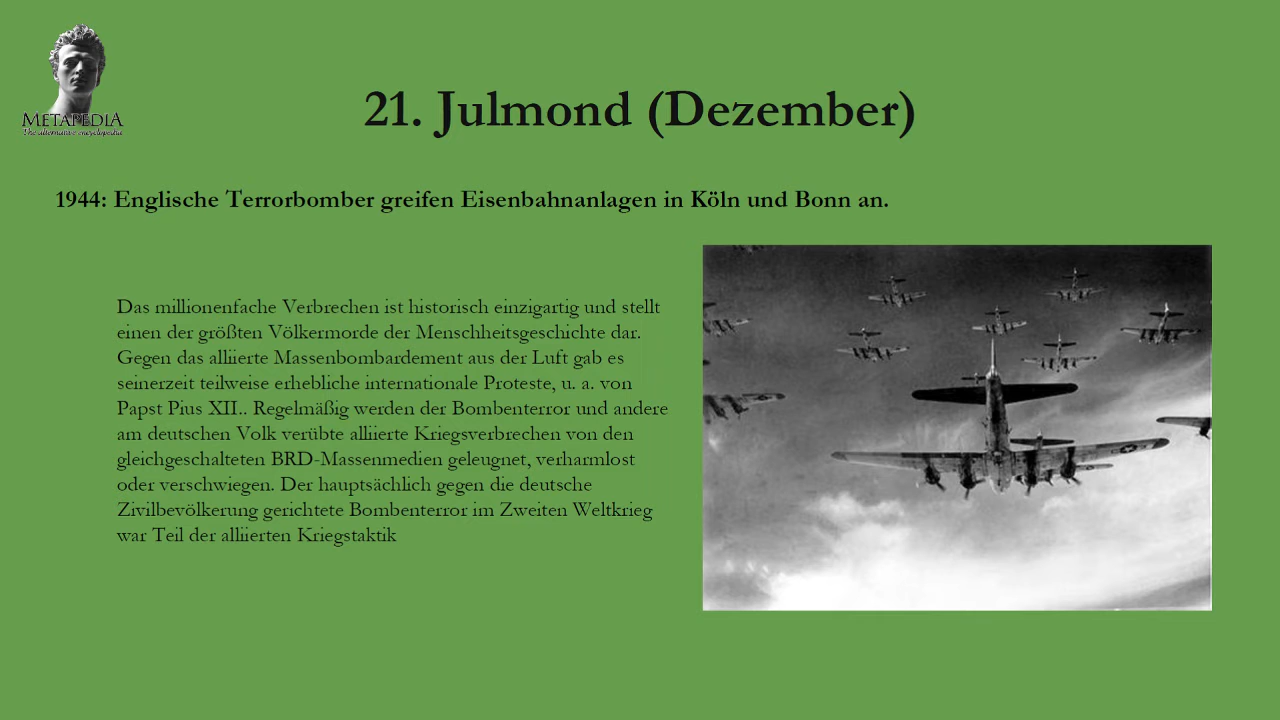 METAPEDIA
The alternative encyclopedia
21. Julmond (Dezember)
1944: Englische Terrorbomber greifen Eisenbahnanlagen in Köln und Bonn an.
Das millionenfache Verbrechen ist historisch einzigartig und stellt
einen der größten Völkermorde der Menschheitsgeschichte dar.
Gegen das alliierte Massenbombardement aus der Luft gab es
seinerzeit teilweise erhebliche internationale Proteste, u. a. von
Papst Pius XII.. Regelmäßig werden der Bombenterror und andere
am deutschen Volk verübte alliierte Kriegsverbrechen von den
gleichgeschalteten BRD-Massenmedien geleugnet, verharmlost
oder verschwiegen. Der hauptsächlich gegen die deutsche
Zivilbevölkerung gerichtete Bombenterror im Zweiten Weltkrieg
war Teil der alliierten Kriegstaktik